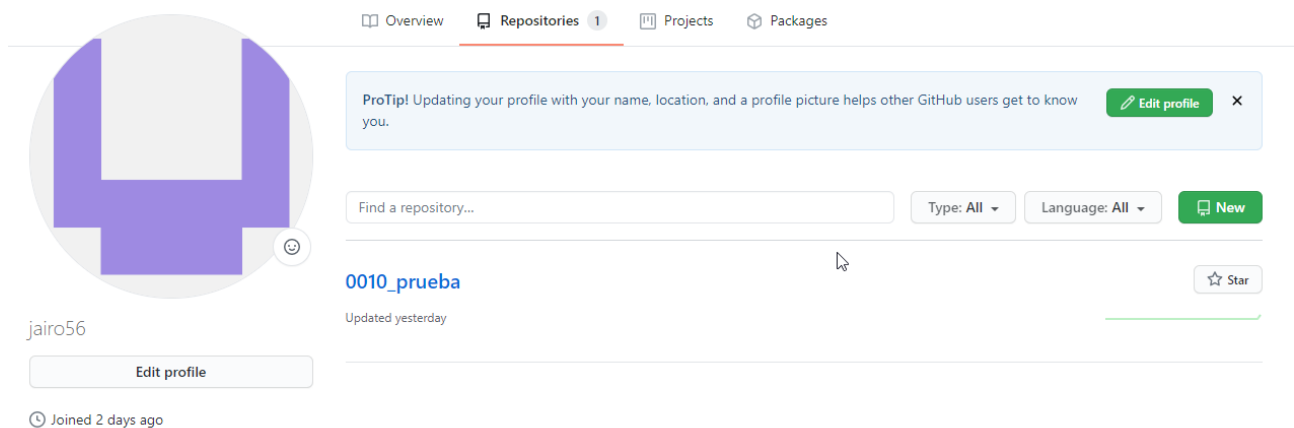 Overview Repositories 1 Projects Packages
ProTip! Updating your profile with your name, location, and a profile picture helps other GitHub users get to know
you.
Edit profile
Find a repository...
Type: All
Language: All
New
0010_prueba
Star
Updated yesterday
jairo56
Edit profile
Joined 2 days ago